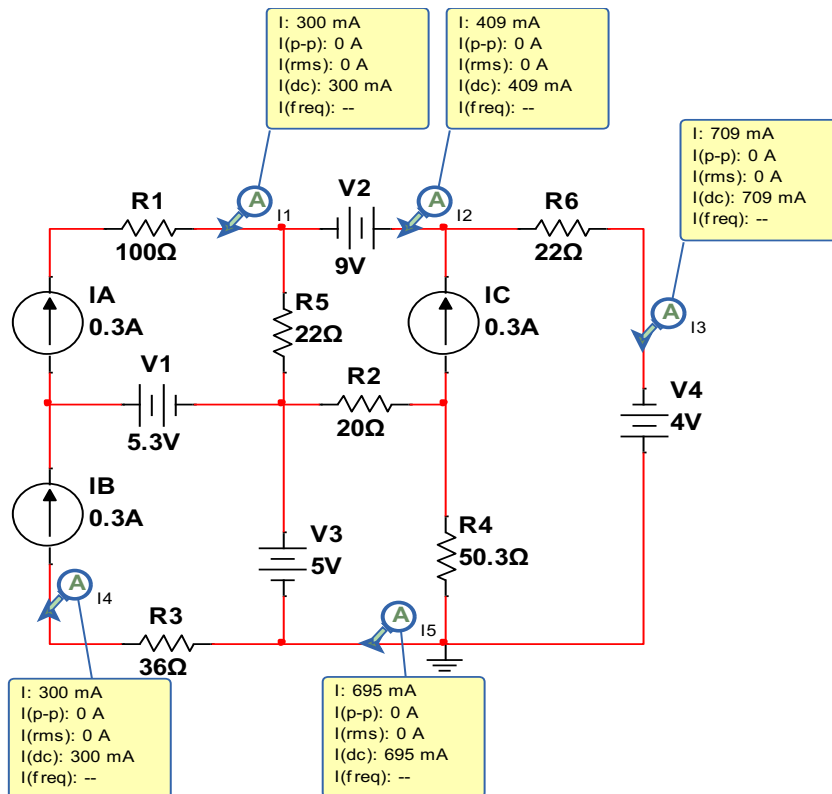 I: 300 mA
I(p-p): 0 A
I(rms): 0 A
I(dc): 300 mA
I(freq): --
I: 409 mA
I(p-p): 0 A
I(rms): 0 A
I(dc): 409 mA
I(freq): --
I: 709 mA
I(p-p): 0 A
I(rms): 0 A
I(dc): 709 mA
I(freq): --
A
I1
A
I2
R1
100Ω
V2
9V
R6
22Ω
IA
0.3A
R5
22Ω
IC
0.3A
A
I3
V1
5.3V
R2
20Ω
V4
4V
IB
0.3A
V3
5V
R4
50.3Ω
A
I4
R3
36Ω
A
I5
I: 300 mA
I(p-p): 0 A
I(rms): 0 A
I(dc): 300 mA
I(freq): --
I: 695 mA
I(p-p): 0 A
I(rms): 0 A
I(dc): 695 mA
I(freq): --